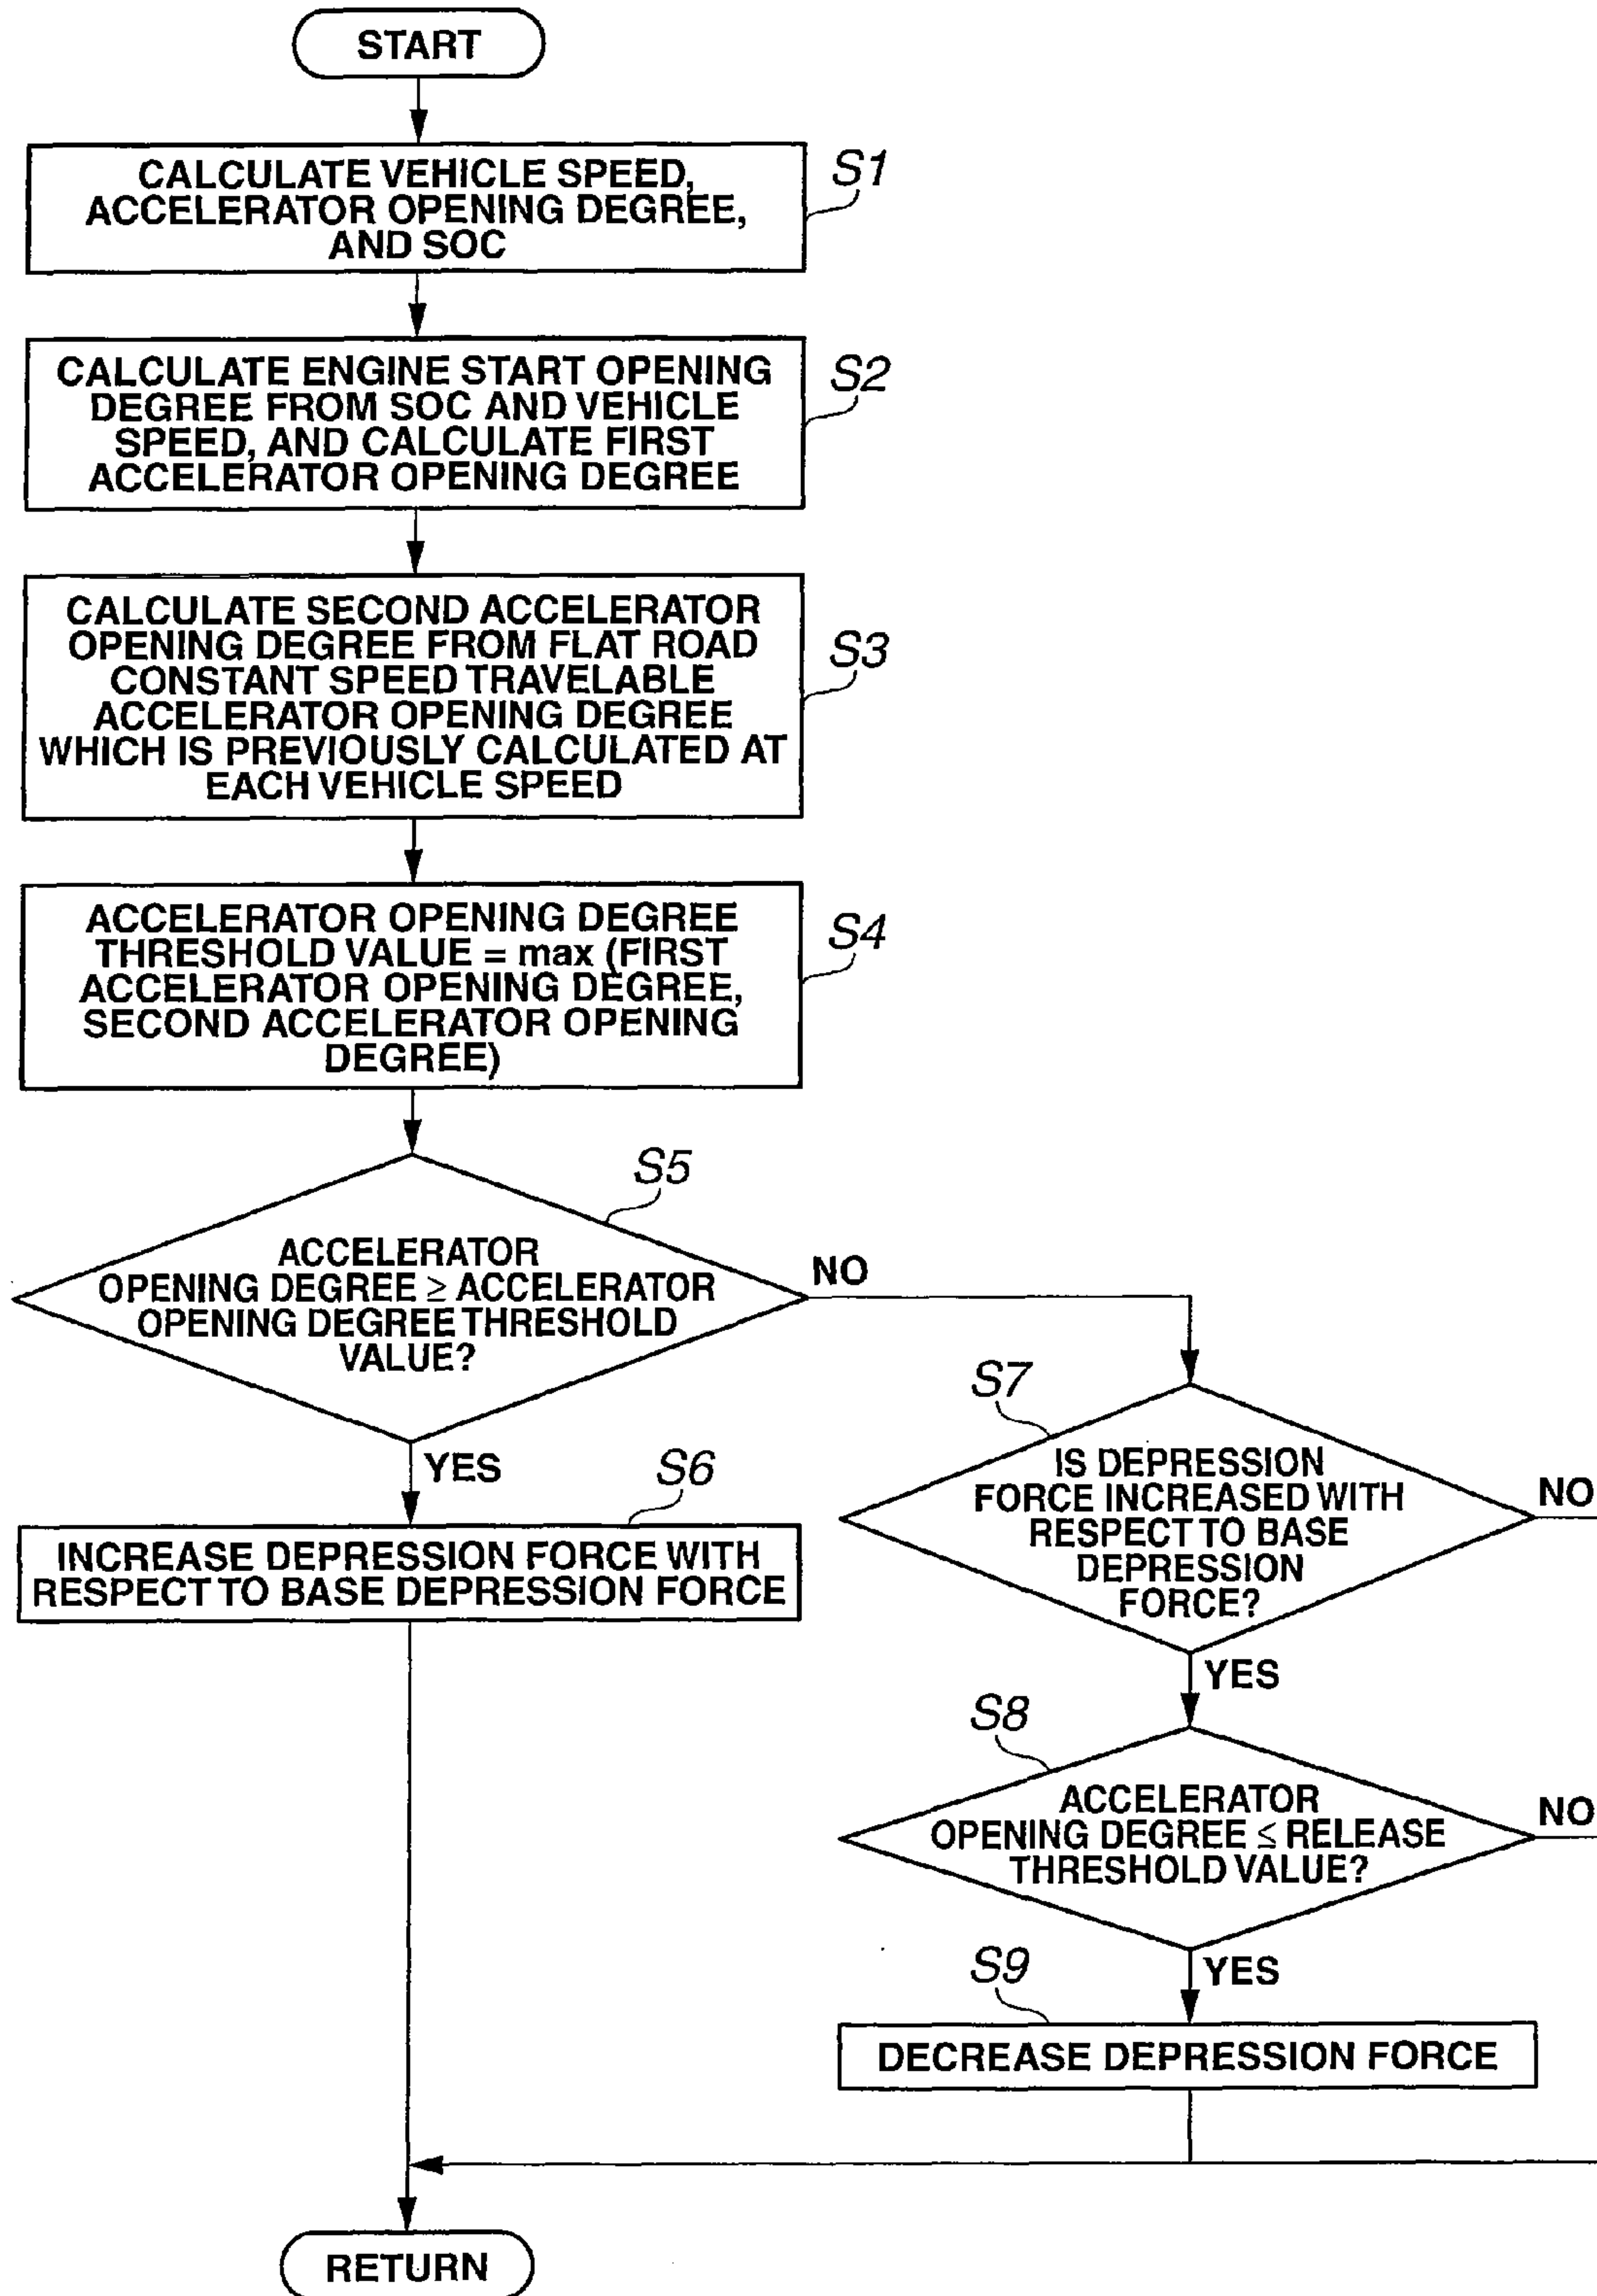 START
CALCULATE VEHICLE SPEED,
ACCELERATOR OPENING DEGREE,
AND SOC
S1
CALCULATE ENGINE START OPENING
DEGREE FROM SOC AND VEHICLE
SPEED, AND CALCULATE FIRST
ACCELERATOR OPENING DEGREE
S2
CALCULATE SECOND ACCELERATOR
OPENING DEGREE FROM FLAT ROAD
CONSTANT SPEED TRAVELABLE
ACCELERATOR OPENING DEGREE
WHICH IS PREVIOUSLY CALCULATED AT
EACH VEHICLE SPEED
S3
ACCELERATOR OPENING DEGREE
THRESHOLD VALUE = max (FIRST
ACCELERATOR OPENING DEGREE,
SECOND ACCELERATOR OPENING
DEGREE)
S4
S5
ACCELERATOR
OPENING DEGREE ≥ ACCELERATOR
OPENING DEGREE THRESHOLD
VALUE?
NO
YES
S6
INCREASE DEPRESSION FORCE WITH
RESPECT TO BASE DEPRESSION FORCE
S7
IS DEPRESSION
FORCE INCREASED WITH
RESPECT TO BASE
DEPRESSION
FORCE?
NO
YES
S8
ACCELERATOR
OPENING DEGREE ≤ RELEASE
THRESHOLD VALUE?
NO
YES
S9
DECREASE DEPRESSION FORCE
RETURN